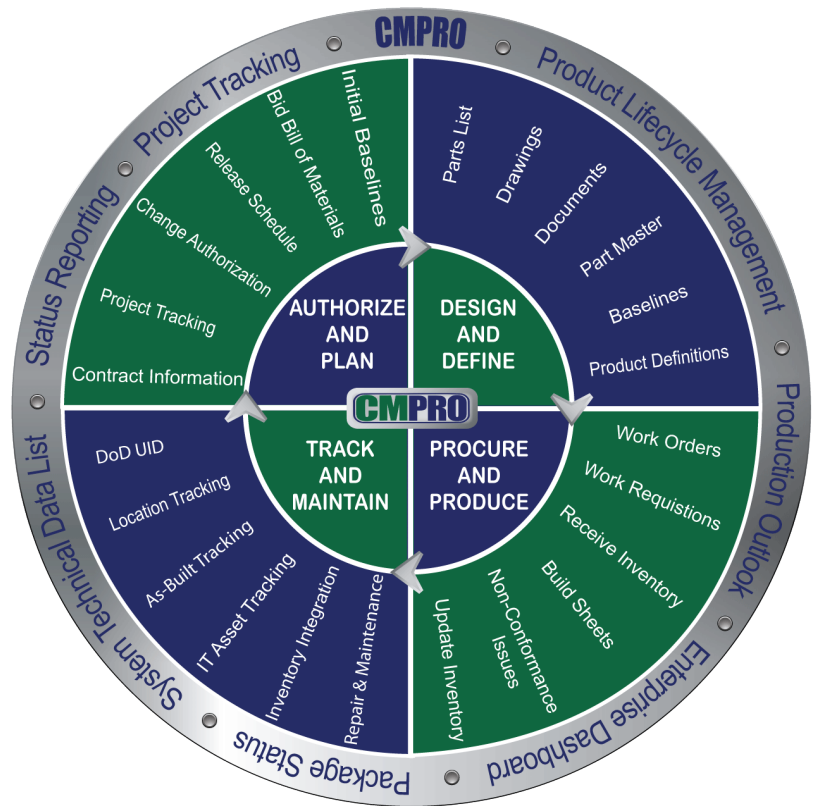 CMPRO
Product Lifecycle Management
Production Outlook
Enterprise Dashboard
Package Status
System Technical Data List
Status Reporting
Project Tracking
Initial Baselines
Bid Bill of Materials
Release Schedule
Change Authorization
Project Tracking
Contract Information
Parts List
Drawings
Documents
Part Master
Baselines
Product Definitions
AUTHORIZE
AND
PLAN
DESIGN
AND
DEFINE
CMPRO
TRACK
AND
MAINTAIN
PROCURE
AND
PRODUCE
Work Orders
Work Requistions
Receive Inventory
Build Sheets
Non-Conformance
Issues
Update Inventory
DoD UID
Location Tracking
As-Built Tracking
IT Asset Tracking
Inventory Integration
Repair & Maintenance